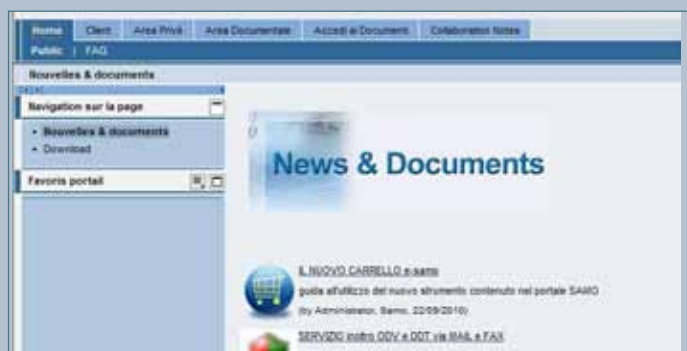 Home Client Area Privè Area Documentale Accedi ai Documenti Collaboration Notes
Public | FAQ
Nouvelles & documents
Navigation sur la page
Nouvelles & documents
Download
Favoris portail
News & Documents
IL NUOVO CARRELLO e-samo
guida all'utilizzo del nuovo strumento contenuto nel portale SAMO
(by Administrator, Samo, 22/09/2010)
SERVIZIO inoltro ODV e DDT via MAIL e FAX